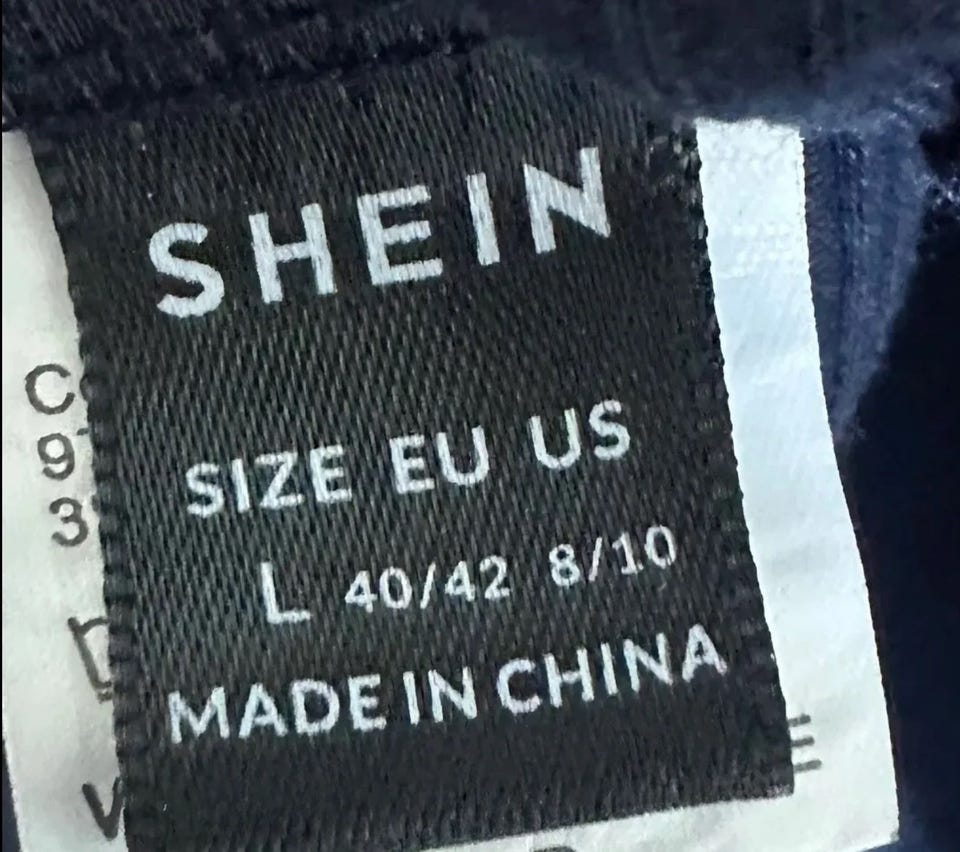 SHEIN
SIZE EU US
L 40/42 8/10
MADE IN CHINA